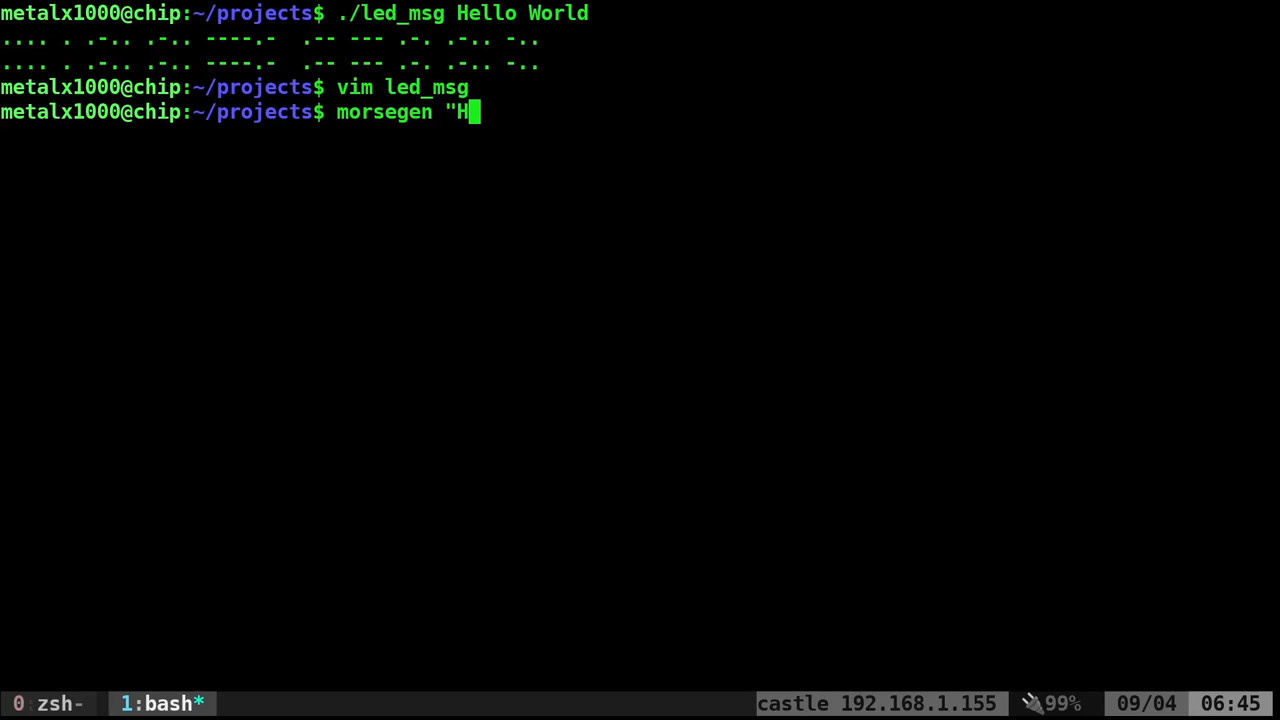 metalx1000@chip:~/projects$ ./led_msg Hello World
.... . .-.. .-.. ----.-  .-- --- .-. .-.. -..
.... . .-.. .-.. ----.-  .-- --- .-. .-.. -..
metalx1000@chip:~/projects$ vim led_msg
metalx1000@chip:~/projects$ morsegen "H
0:zsh- 1:bash* castle 192.168.1.155 99% 09/04 06:45